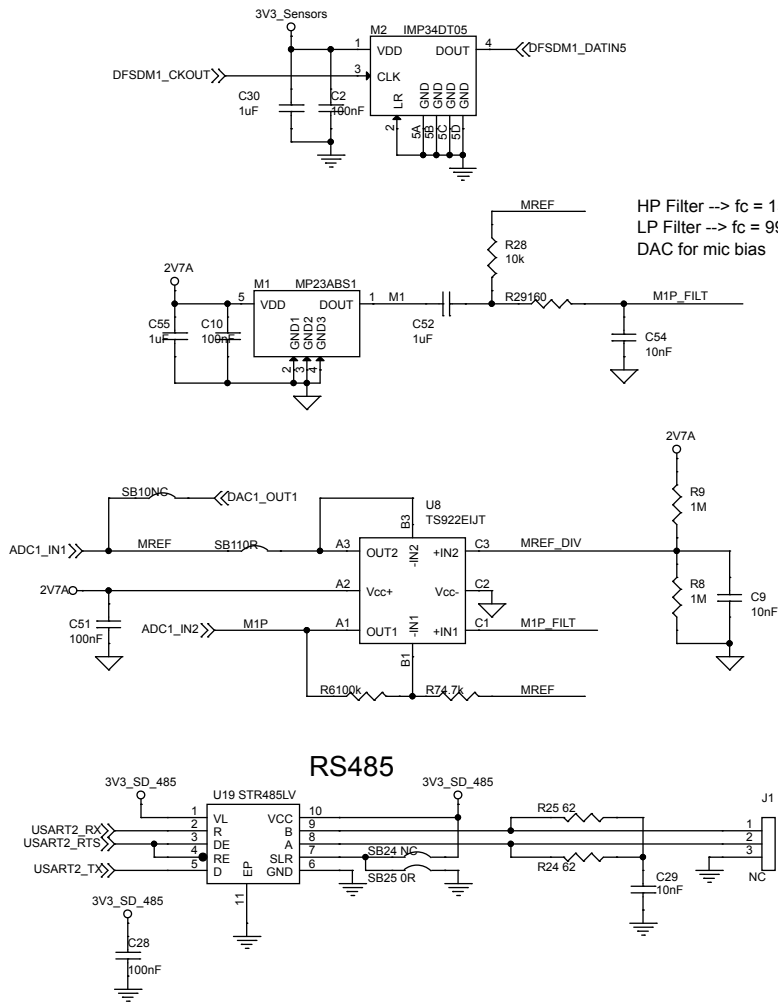 3V3_Sensors
M2 IMP34DT05
1 VDD DOUT 4 DFSDM1_DATIN5
DFSDM1_CKOUT 3 CLK
C30
1uF
C2
100nF
LR GND GND GND GND
2 5A 5B 5C 5D
MREF
HP Filter --> fc = 1
LP Filter --> fc = 99
DAC for mic bias
R28
10k
2V7A
M1 MP23ABS1
5 VDD DOUT 1 M1
R29160
M1P_FILT
C55
1uF
C10
100nF
GND1 GND2 GND3
2 3 4
C52
1uF
C54
10nF
2V7A
SB10NC DAC1_OUT1
U8
TS922EIJT
R9
1M
ADC1_IN1 MREF SB110R A3 OUT2 B3 -IN2 +IN2 C3 MREF_DIV
2V7A A2 Vcc+ Vcc- C2
R8
1M
C9
10nF
C51
100nF
ADC1_IN2 M1P A1 OUT1 -IN1 +IN1 C1 M1P_FILT
B1
R6100k R74.7k MREF
RS485
3V3_SD_485
U19 STR485LV
3V3_SD_485
J1
1 VL VCC 10
R25 62
USART2_RX 2 R B 9 1
USART2_RTS 3 DE A 8 2
4 RE SLR 7 SB24 NC R24 62 3
USART2_TX 5 D GND 6
EP
11
SB25 0R
C29
10nF
NC
3V3_SD_485
C28
100nF